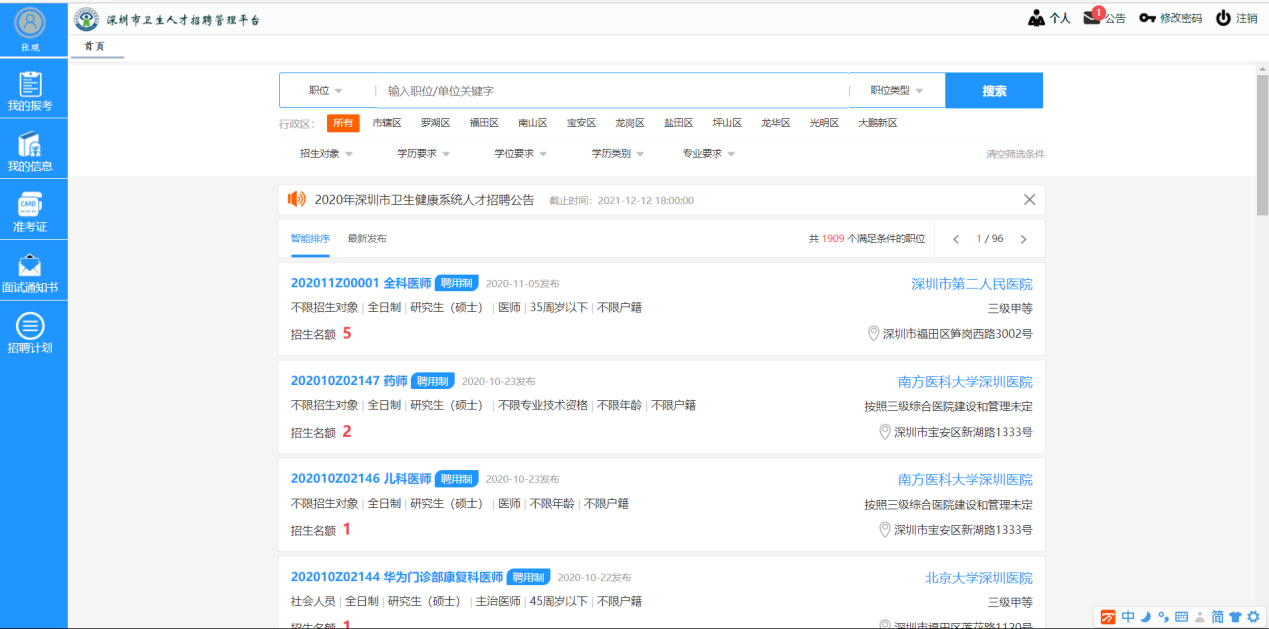 深圳市卫生人才招聘管理平台
个人 1 公告 修改密码 注销
首页
张观
我的报考
我的信息
CARD
准考证
面试通知书
招聘计划
职位 输入职位/单位关键字 职位类型 搜索
行政区： 所有 市辖区 罗湖区 福田区 南山区 宝安区 龙岗区 盐田区 坪山区 龙华区 光明区 大鹏新区
招生对象 学历要求 学位要求 学历类别 专业要求 清空筛选条件
2020年深圳市卫生健康系统人才招聘公告 截止时间：2021-12-12 18:00:00
智能排序 最新发布 共 1909 个满足条件的职位 1 / 96
202011Z00001 全科医师 聘用制 2020-11-05发布 深圳市第二人民医院
不限招生对象 | 全日制 | 研究生（硕士） | 医师 | 35周岁以下 | 不限户籍 三级甲等
招生名额 5 深圳市福田区笋岗西路3002号
202010Z02147 药师 聘用制 2020-10-23发布 南方医科大学深圳医院
不限招生对象 | 全日制 | 研究生（硕士） | 不限专业技术资格 | 不限年龄 | 不限户籍 按照三级综合医院建设和管理未定
招生名额 2 深圳市宝安区新湖路1333号
202010Z02146 儿科医师 聘用制 2020-10-23发布 南方医科大学深圳医院
不限招生对象 | 全日制 | 研究生（硕士） | 医师 | 不限年龄 | 不限户籍 按照三级综合医院建设和管理未定
招生名额 1 深圳市宝安区新湖路1333号
202010Z02144 华为门诊部康复科医师 聘用制 2020-10-22发布 北京大学深圳医院
社会人员 | 全日制 | 研究生（硕士） | 主治医师 | 45周岁以下 | 不限户籍 三级甲等
招生名额 1 深圳市福田区莲花路1120号
中 简